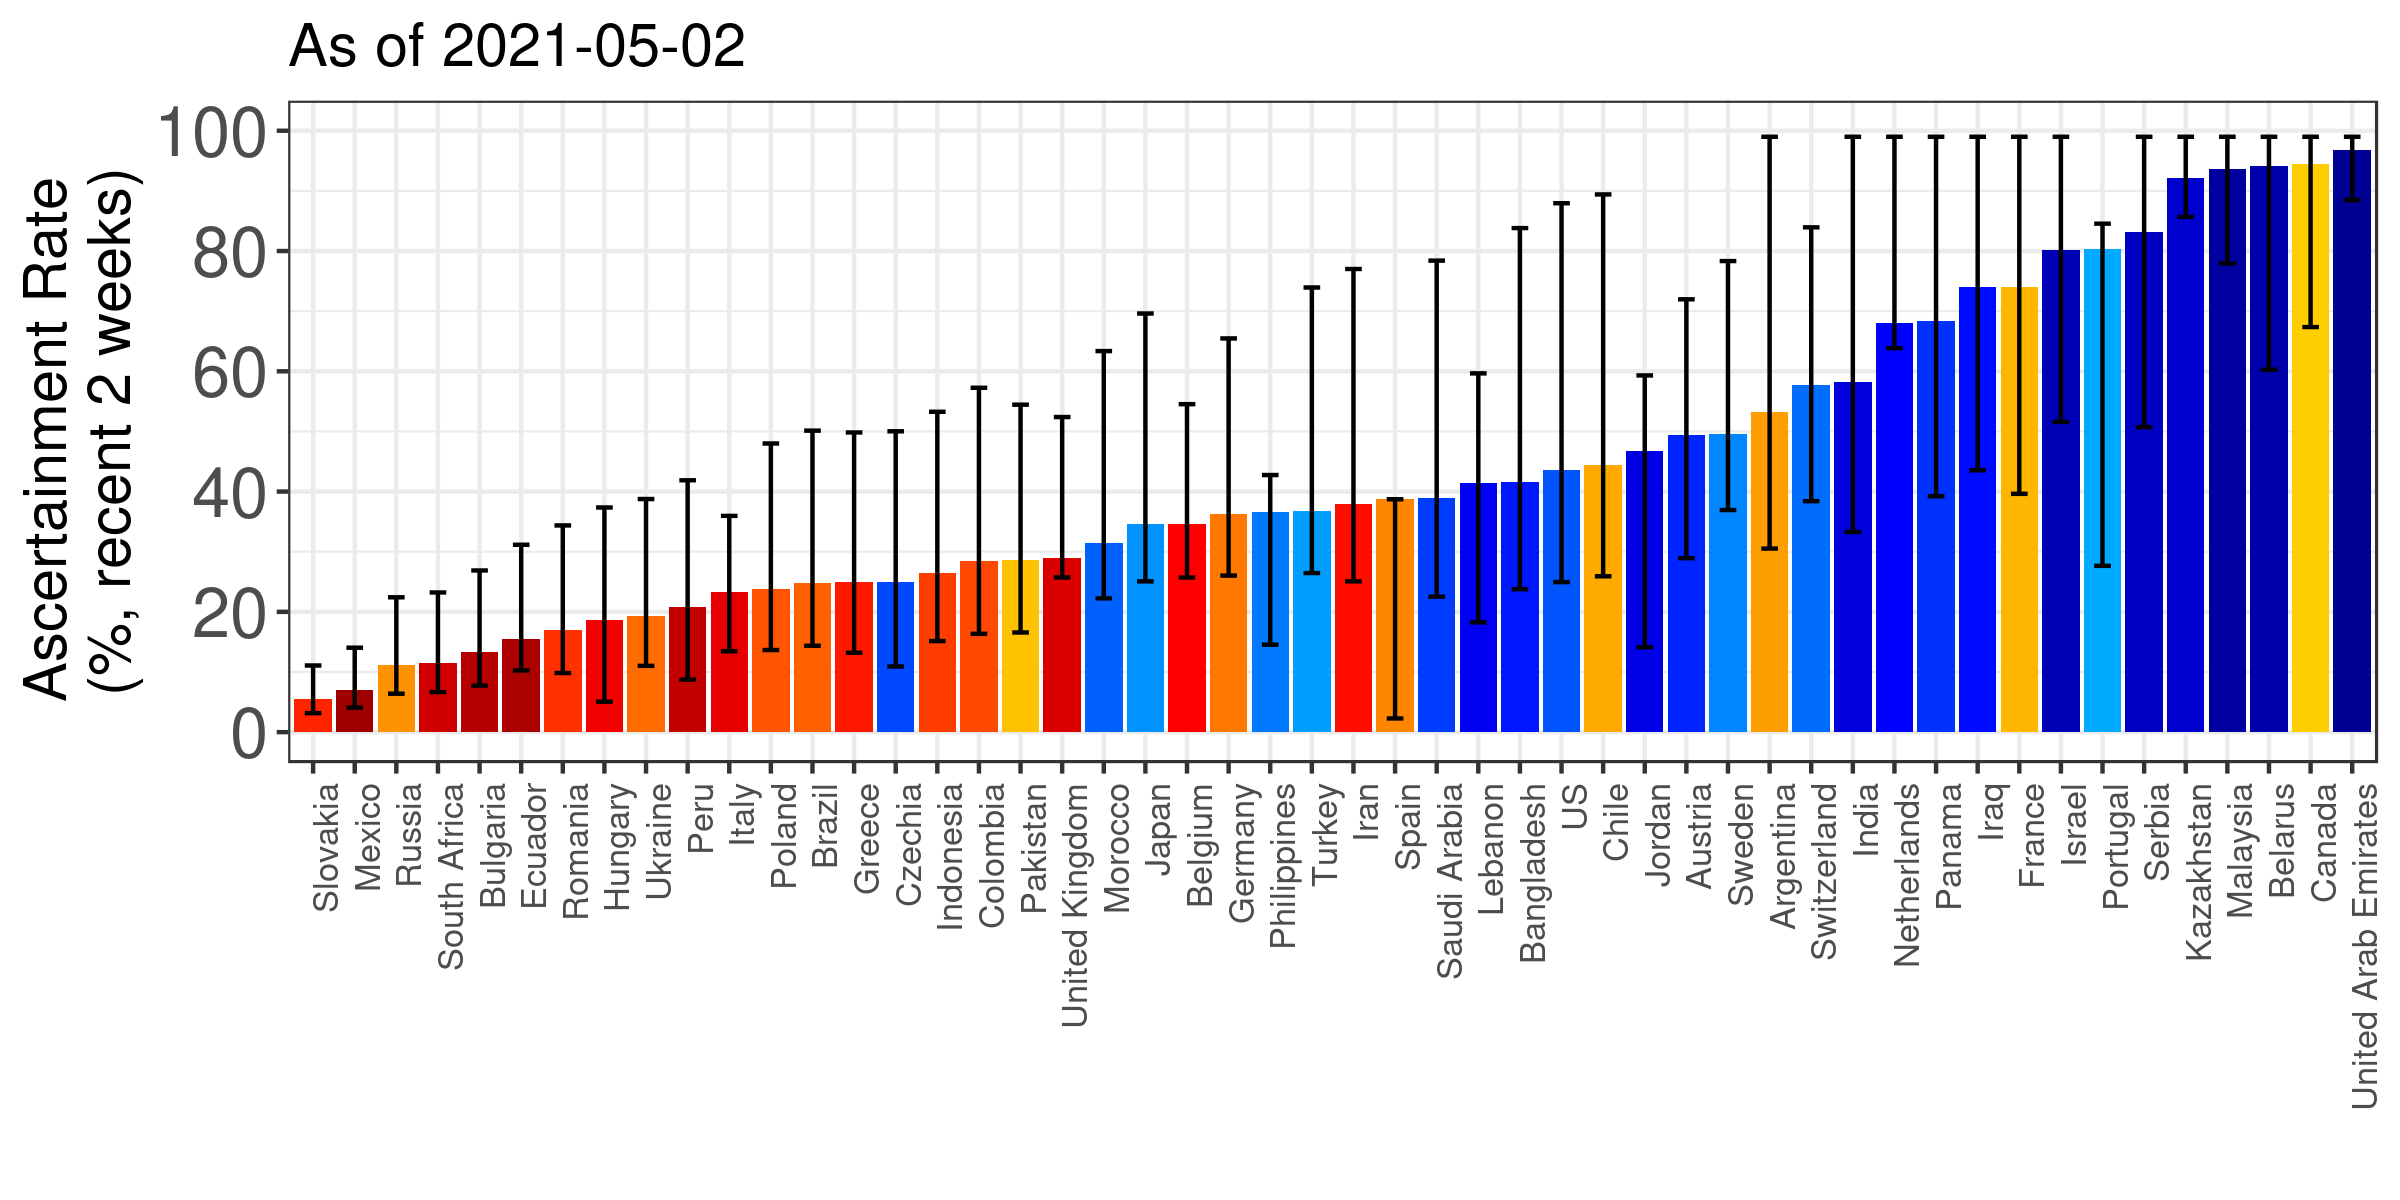 As of 2021-05-02
Ascertainment Rate
(%, recent 2 weeks)
100
80
60
40
20
0
Slovakia
Mexico
Russia
South Africa
Bulgaria
Ecuador
Romania
Hungary
Ukraine
Peru
Italy
Poland
Brazil
Greece
Czechia
Indonesia
Colombia
Pakistan
United Kingdom
Morocco
Japan
Belgium
Germany
Philippines
Turkey
Iran
Spain
Saudi Arabia
Lebanon
Bangladesh
US
Chile
Jordan
Austria
Sweden
Argentina
Switzerland
India
Netherlands
Panama
Iraq
France
Israel
Portugal
Serbia
Kazakhstan
Malaysia
Belarus
Canada
United Arab Emirates